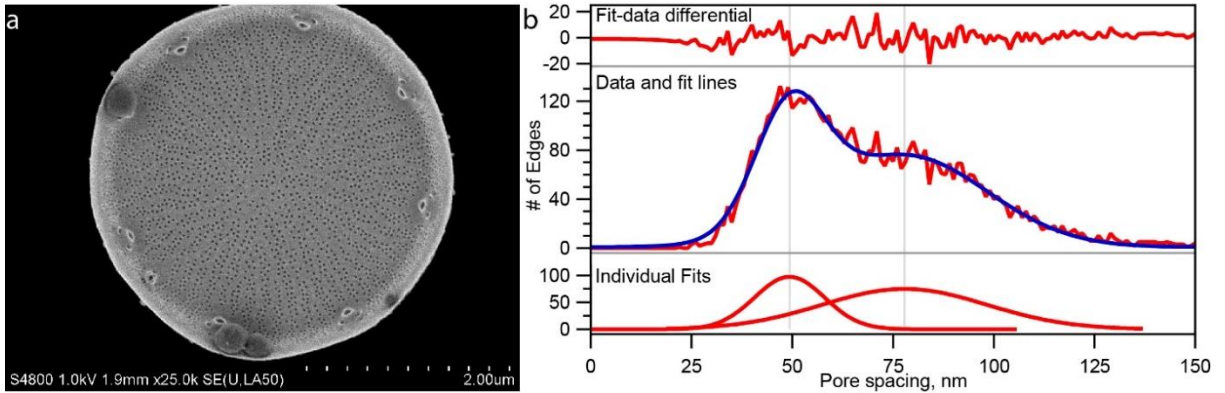 a
S4800 1.0kV 1.9mm x25.0k SE(U,LA50)
2.00um
b
Fit-data differential
20
0
-20
Data and fit lines
120
80
40
0
# of Edges
Individual Fits
100
50
0
0 25 50 75 100 125 150
Pore spacing, nm